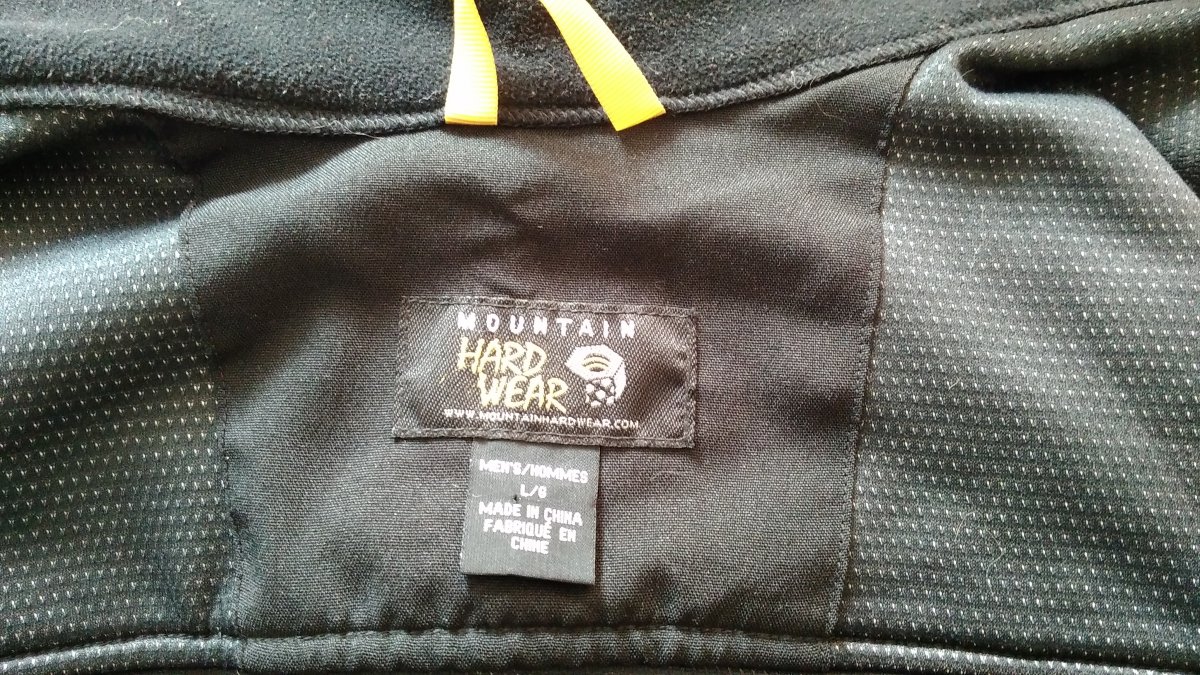 MOUNTAIN
HARD
WEAR
WWW.MOUNTAINHARDWEAR.COM
MEN'S/HOMMES
L/G
MADE IN CHINA
FABRIQUÉ EN
CHINE